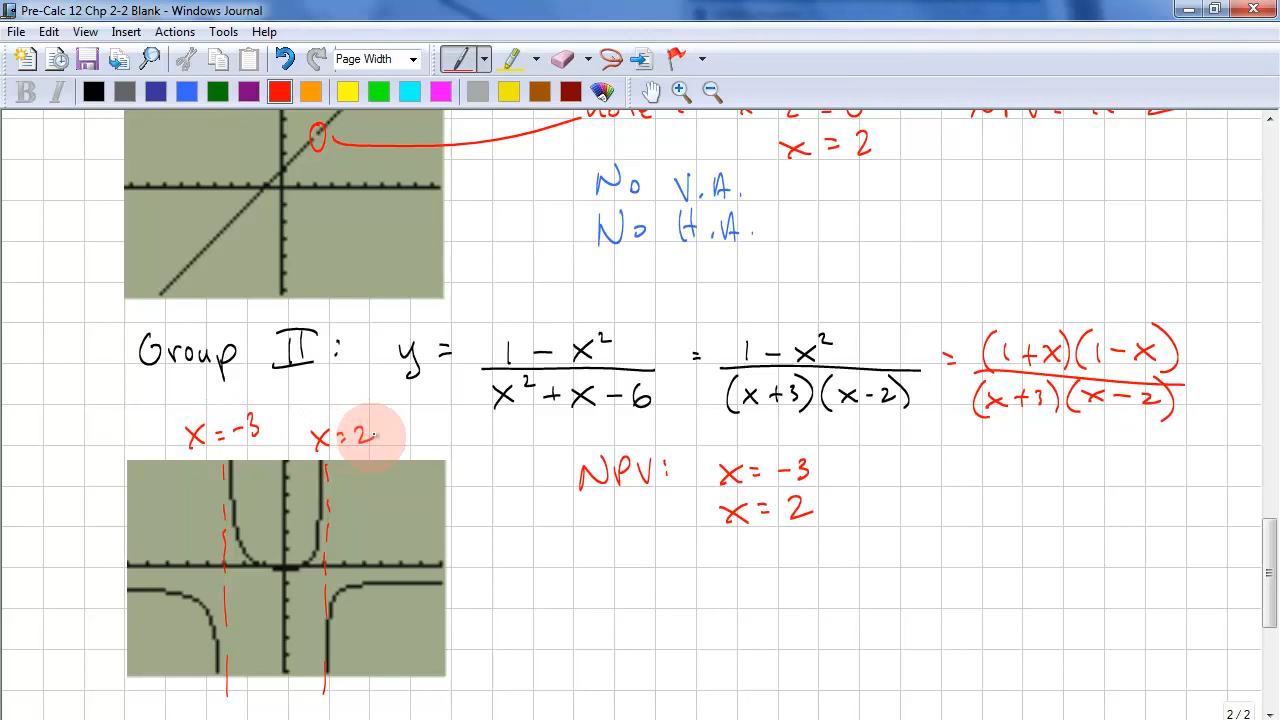 Pre-Calc 12 Chp 2-2 Blank - Windows Journal
File Edit View Insert Actions Tools Help
Page Width
B I
x = 2
No V.A.
No H.A.
Group II: y = (1 - x²)/(x² + x - 6) = (1 - x²)/((x+3)(x-2)) = ((1+x)(1-x))/((x+3)(x-2))
x = -3 x = 2
NPV: x = -3
x = 2
2 / 2